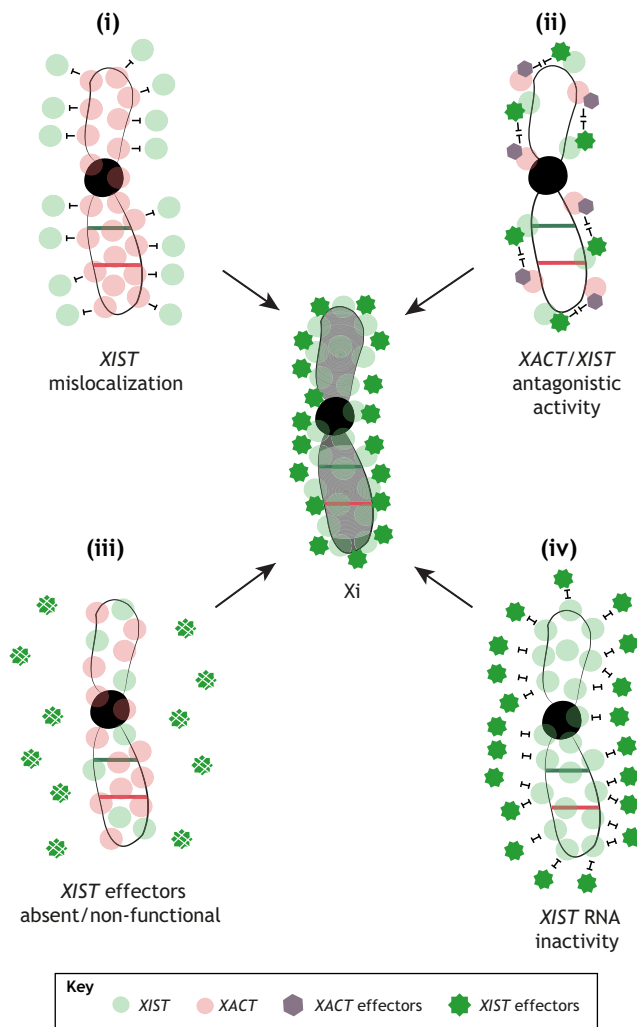 (i)
(ii)
XIST
mislocalization
XACT/XIST
antagonistic
activity
Xi
(iii)
(iv)
XIST effectors
absent/non-functional
XIST RNA
inactivity
Key
XIST XACT XACT effectors XIST effectors